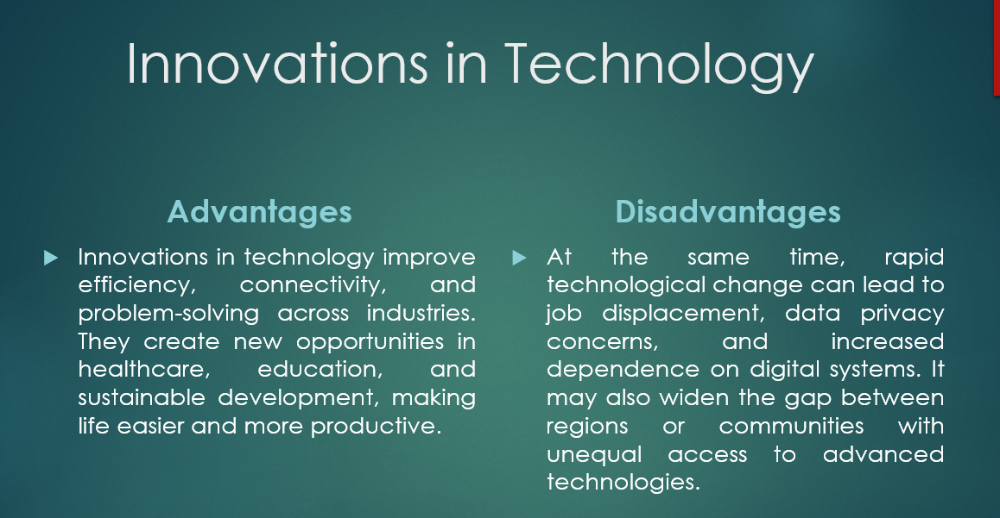 Innovations in Technology
Advantages
Innovations in technology improve
efficiency, connectivity, and
problem-solving across industries.
They create new opportunities in
healthcare, education, and
sustainable development, making
life easier and more productive.
Disadvantages
At the same time, rapid
technological change can lead to
job displacement, data privacy
concerns, and increased
dependence on digital systems. It
may also widen the gap between
regions or communities with
unequal access to advanced
technologies.